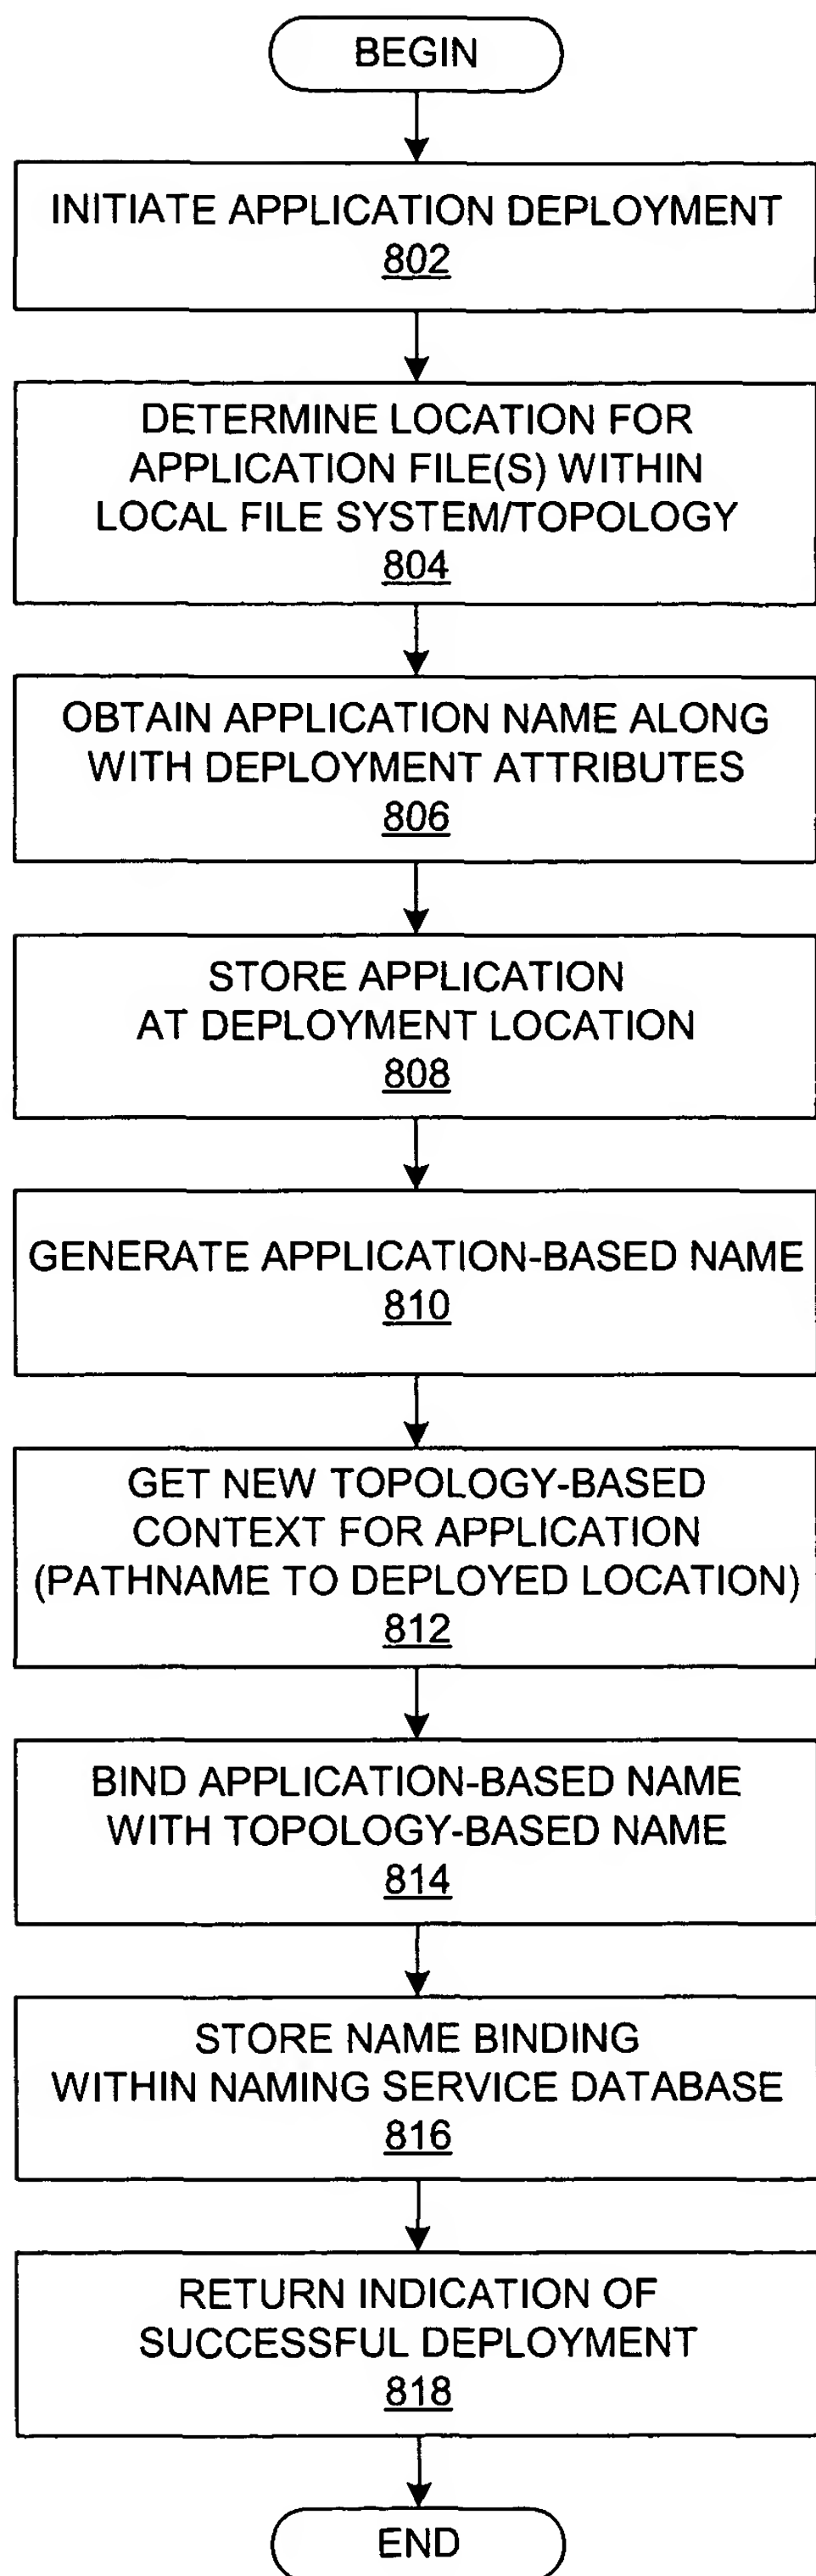 BEGIN
INITIATE APPLICATION DEPLOYMENT
802
DETERMINE LOCATION FOR
APPLICATION FILE(S) WITHIN
LOCAL FILE SYSTEM/TOPOLOGY
804
OBTAIN APPLICATION NAME ALONG
WITH DEPLOYMENT ATTRIBUTES
806
STORE APPLICATION
AT DEPLOYMENT LOCATION
808
GENERATE APPLICATION-BASED NAME
810
GET NEW TOPOLOGY-BASED
CONTEXT FOR APPLICATION
(PATHNAME TO DEPLOYED LOCATION)
812
BIND APPLICATION-BASED NAME
WITH TOPOLOGY-BASED NAME
814
STORE NAME BINDING
WITHIN NAMING SERVICE DATABASE
816
RETURN INDICATION OF
SUCCESSFUL DEPLOYMENT
818
END